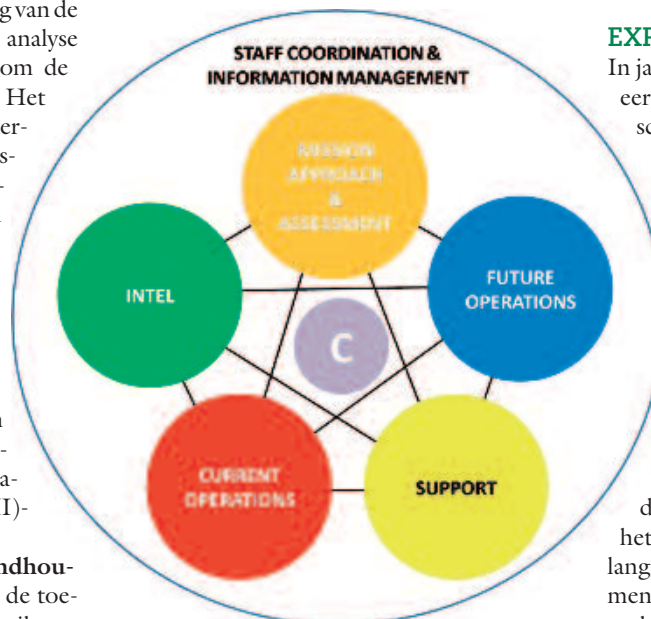 g van de
analyse
om de
Het
er-
s-
-
STAFF COORDINATION &
INFORMATION MANAGEMENT
MISSION
APPROACH
&
ASSESSMENT
INTEL
FUTURE
OPERATIONS
C
CURRENT
OPERATIONS
SUPPORT
-
a-
II)-
ndhou-
de toe-
EXP
In ja
eer
sc
d
het
lang
men